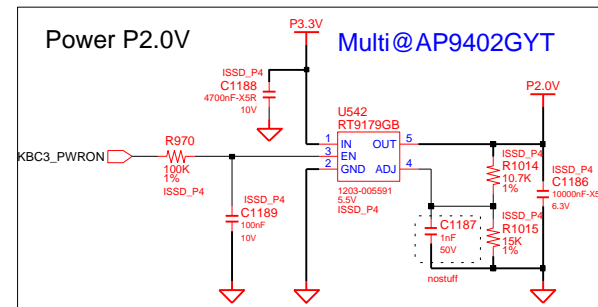 Power P2.0V
P3.3V
Multi@AP9402GYT
ISSD_P4
C1188
4700nF-X5R
10V
P2.0V
U542
RT9179GB
1 IN OUT 5
3 EN
2 GND ADJ 4
1203-005591
5.5V
ISSD_P4
KBC3_PWRON
R970
100K
1%
ISSD_P4
ISSD_P4
C1189
100nF
10V
ISSD_P4
R1014
10.7K
1%
ISSD_P4
C1186
10000nF-X5
6.3V
C1187
1nF
50V
nostuff
ISSD_P4
R1015
15K
1%